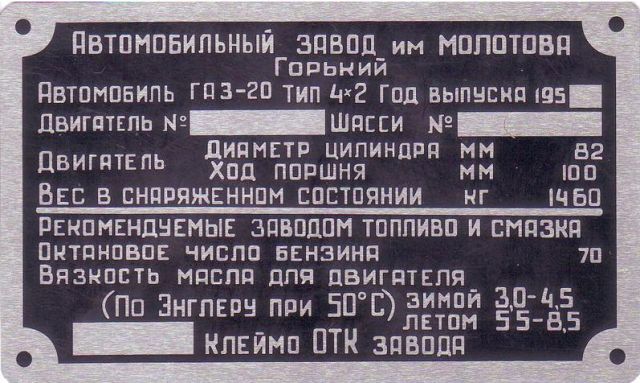 Автомобильный завод им Молотова
Горький
Автомобиль ГАЗ-20 тип 4×2 Год выпуска 195
Двигатель № Шасси №
Двигатель Диаметр цилиндра мм 82
Ход поршня мм 100
Вес в снаряженном состоянии кг 1460
Рекомендуемые заводом топливо и смазка
Октановое число бензина 70
Вязкость масла для двигателя
(По Энглеру при 50°С) зимой 3,0-4,5
летом 5,5-8,5
Клеймо ОТК завода